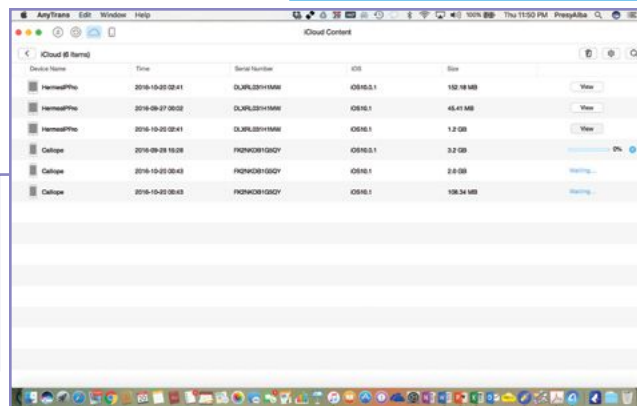 AnyTrans Edit Window Help 100% Thu 11:50 PM PresyAlba
iCloud Content
iCloud (6 Items)
Device Name Time Serial Number iOS Size
HermesIPPro 2016-10-20 02:41 iOS10.0.1 152.18 MB View
HermesIPPro 2016-09-27 00:02 iOS10.1 45.41 MB View
HermesIPPro 2016-10-20 02:41 iOS10.1 1.2 GB View
Caliope 2016-09-29 15:28 iOS10.0.1 3.2 GB 0%
Caliope 2016-10-20 00:43 iOS10.1 2.0 GB Waiting...
Caliope 2016-10-20 00:43 iOS10.1 108.34 MB Waiting...